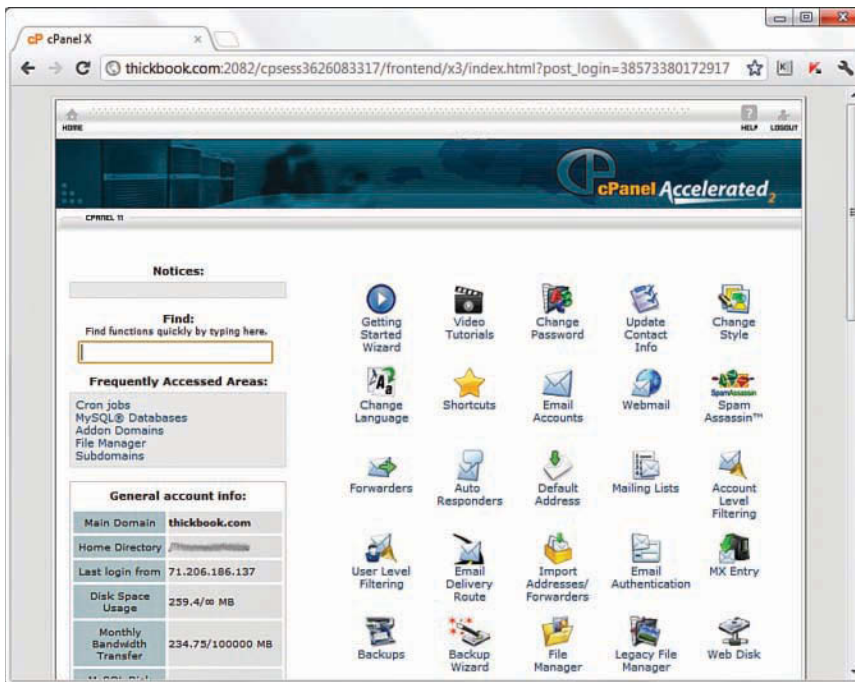 cP cPanel X
thickbook.com:2082/cpsess3626083317/frontend/x3/index.html?post_login=38573380172917
HOME
HELP
LOGOUT
cPanel Accelerated2
CPANEL 11
Notices:
Find:
Find functions quickly by typing here.
Frequently Accessed Areas:
Cron jobs
MySQL® Databases
Addon Domains
File Manager
Subdomains
General account info:
Main Domain thickbook.com
Home Directory
Last login from 71.206.186.137
Disk Space
Usage
259.4/∞ MB
Monthly
Bandwidth
Transfer
234.75/100000 MB
MySQL Disk
Getting
Started
Wizard
Video
Tutorials
Change
Password
Update
Contact
Info
Change
Style
Change
Language
Shortcuts
Email
Accounts
Webmail
SpamAssassin
Spam
Assassin™
Forwarders
Auto
Responders
Default
Address
Mailing Lists
Account
Level
Filtering
User Level
Filtering
Email
Delivery
Route
Import
Addresses/
Forwarders
Email
Authentication
MX Entry
Backups
Backup
Wizard
File
Manager
Legacy File
Manager
Web Disk